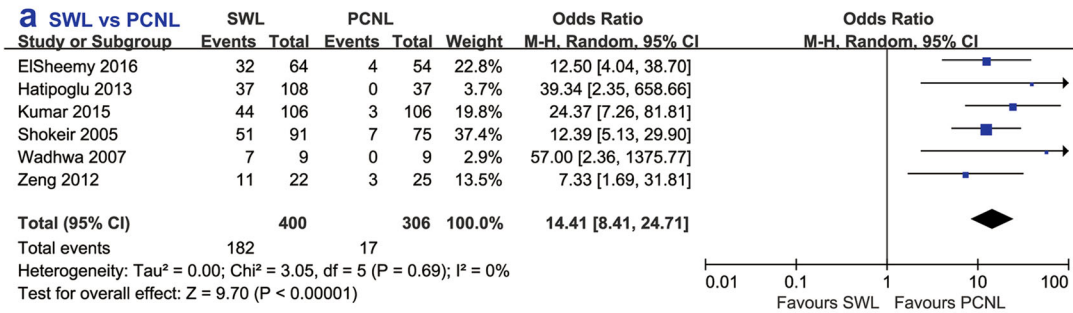 a SWL vs PCNL SWL PCNL Odds Ratio Odds Ratio
Study or Subgroup Events Total Events Total Weight M-H, Random, 95% CI M-H, Random, 95% CI
ElSheemy 2016 32 64 4 54 22.8% 12.50 [4.04, 38.70]
Hatipoglu 2013 37 108 0 37 3.7% 39.34 [2.35, 658.66]
Kumar 2015 44 106 3 106 19.8% 24.37 [7.26, 81.81]
Shokeir 2005 51 91 7 75 37.4% 12.39 [5.13, 29.90]
Wadhwa 2007 7 9 0 9 2.9% 57.00 [2.36, 1375.77]
Zeng 2012 11 22 3 25 13.5% 7.33 [1.69, 31.81]
Total (95% CI) 400 306 100.0% 14.41 [8.41, 24.71]
Total events 182 17
Heterogeneity: Tau² = 0.00; Chi² = 3.05, df = 5 (P = 0.69); I² = 0%
Test for overall effect: Z = 9.70 (P < 0.00001)
0.01 0.1 1 10 100
Favours SWL Favours PCNL